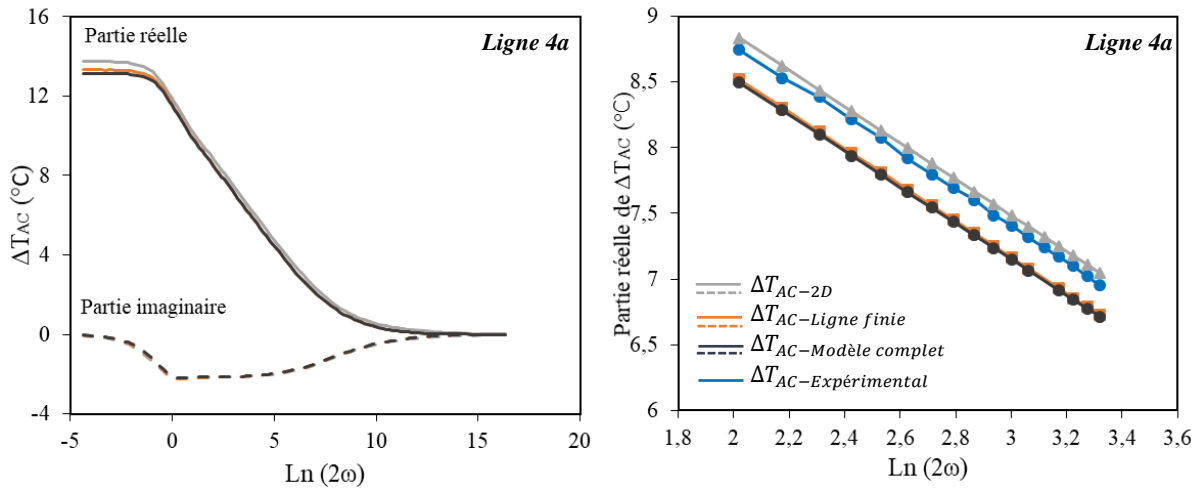 16
12
8
4
0
-4
-5
0
5
10
15
20
ΔTAC (°C)
Ln (2ω)
Partie réelle
Ligne 4a
Partie imaginaire
9
8,5
8
7,5
7
6,5
6
1,8
2
2,2
2,4
2,6
2,8
3
3,2
3,4
3,6
Partie réelle de ΔTAC (°C)
Ln (2ω)
Ligne 4a
ΔTAC−2D
ΔTAC−Ligne finie
ΔTAC−Modèle complet
ΔTAC−Expérimental